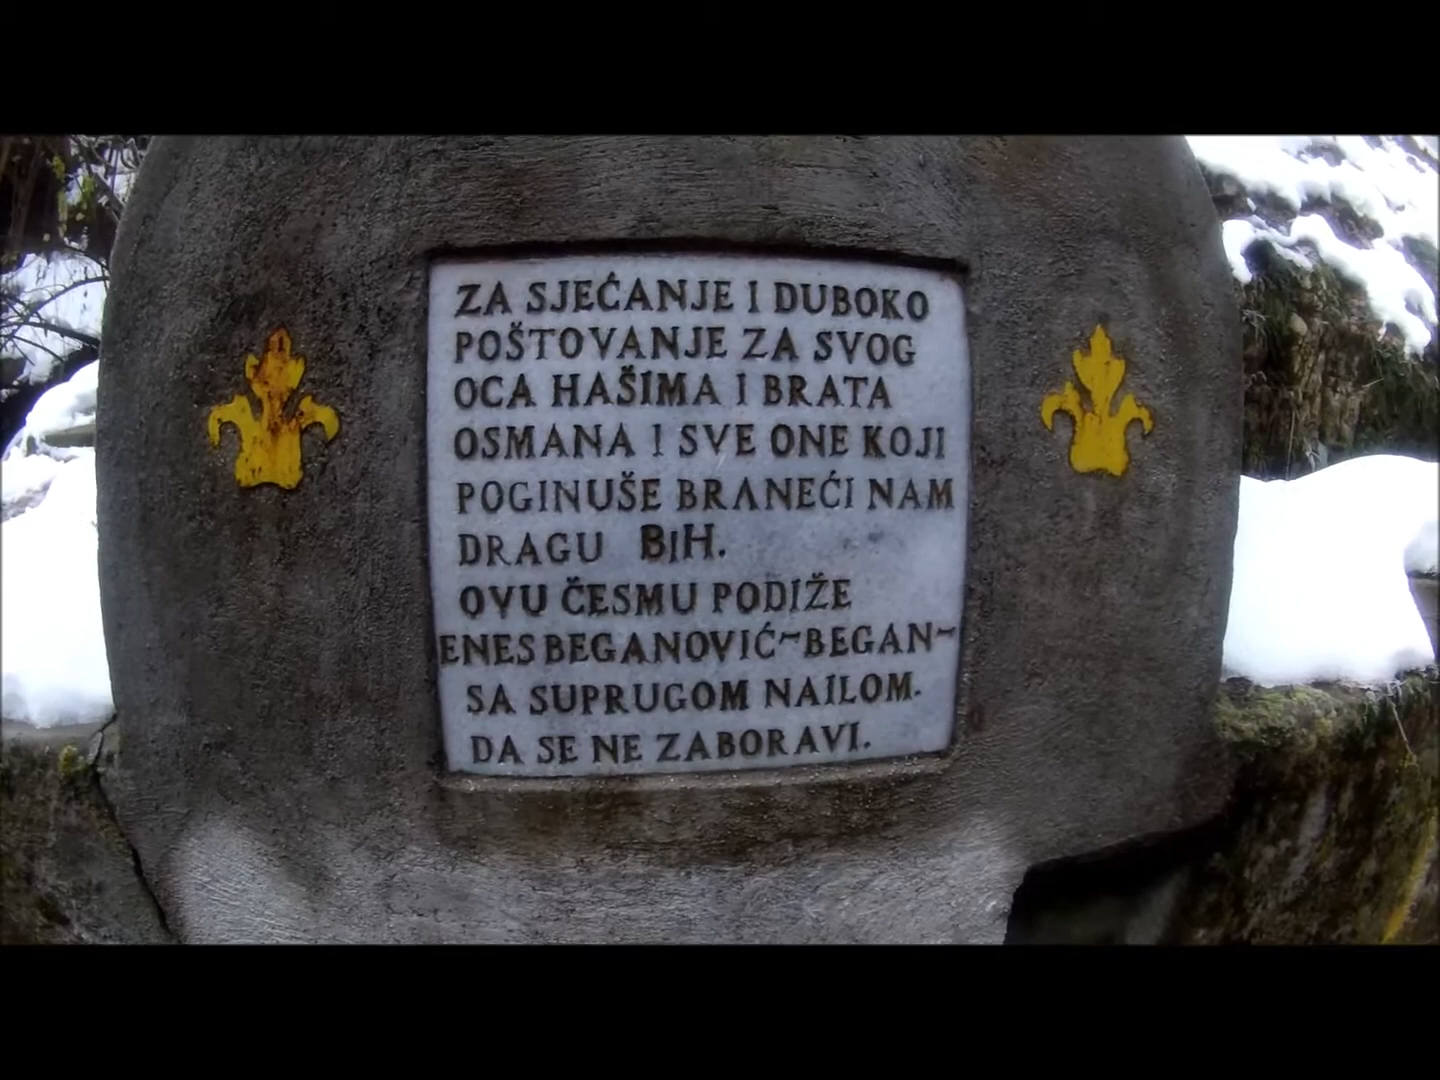 ZA SJEĆANJE I DUBOKO
POŠTOVANJE ZA SVOG
OCA HAŠIMA I BRATA
OSMANA I SVE ONE KOJI
POGINUŠE BRANEĆI NAM
DRAGU BIH.
OVU ČESMU PODIŽE
ENES BEGANOVIĆ~BEGAN~
SA SUPRUGOM NAILOM.
DA SE NE ZABORAVI.